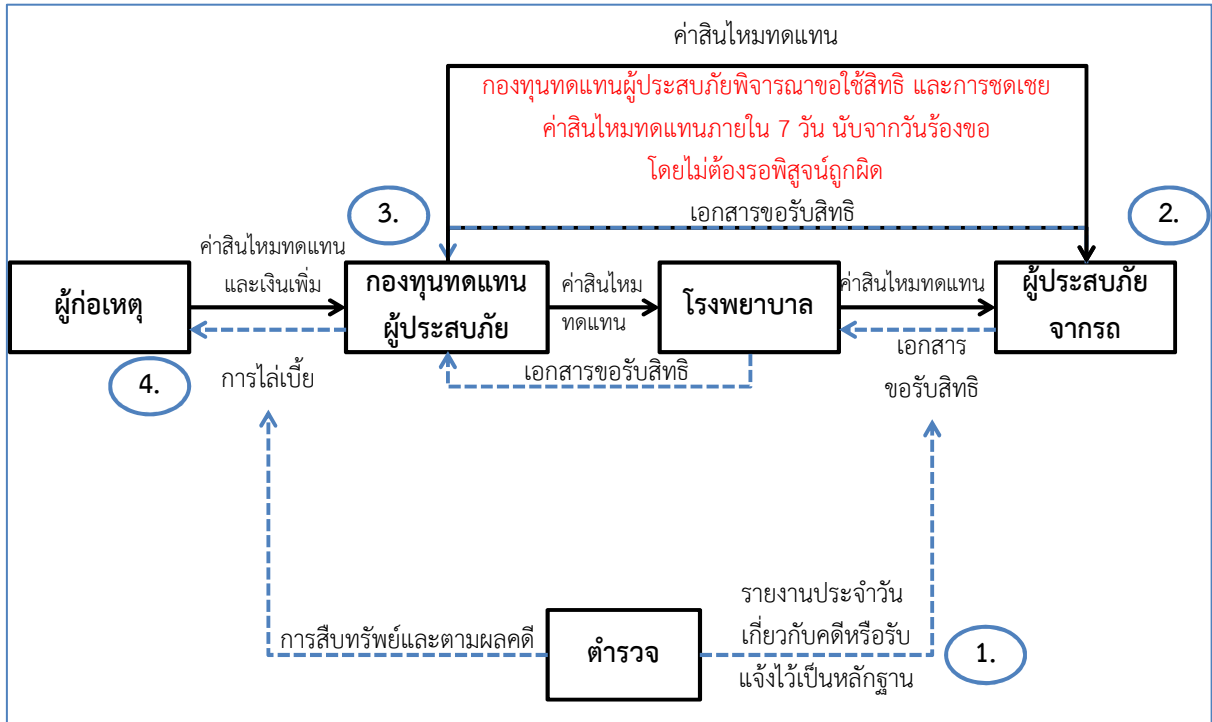 ค่าสินไหมทดแทน
กองทุนทดแทนผู้ประสบภัยพิจารณาขอใช้สิทธิ และการชดเชย
ค่าสินไหมทดแทนภายใน 7 วัน นับจากวันร้องขอ
โดยไม่ต้องรอพิสูจน์ถูกผิด
เอกสารขอรับสิทธิ
3.
2.
ค่าสินไหมทดแทน
และเงินเพิ่ม
ผู้ก่อเหตุ
กองทุนทดแทน
ผู้ประสบภัย
ค่าสินไหม
ทดแทน
โรงพยาบาล
ค่าสินไหมทดแทน
ผู้ประสบภัย
จากรถ
เอกสาร
ขอรับสิทธิ
เอกสารขอรับสิทธิ
4.
การไล่เบี้ย
การสืบทรัพย์และตามผลคดี
ตำรวจ
รายงานประจำวัน
เกี่ยวกับคดีหรือรับ
แจ้งไว้เป็นหลักฐาน
1.